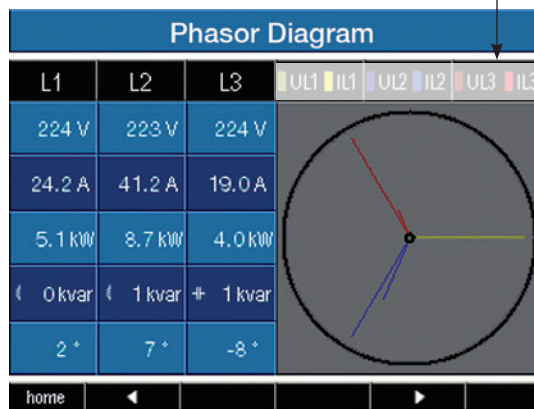 Phasor Diagram
L1 L2 L3 UL1 IL1 UL2 IL2 UL3 IL3
224 V 223 V 224 V
24.2 A 41.2 A 19.0 A
5.1 kW 8.7 kW 4.0 kW
0 kvar 1 kvar 1 kvar
2 ° 7 ° -8 °
home